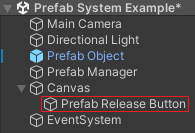 Prefab System Example*
Main Camera
Directional Light
Prefab Object
Prefab Manager
Canvas
Prefab Release Button
EventSystem